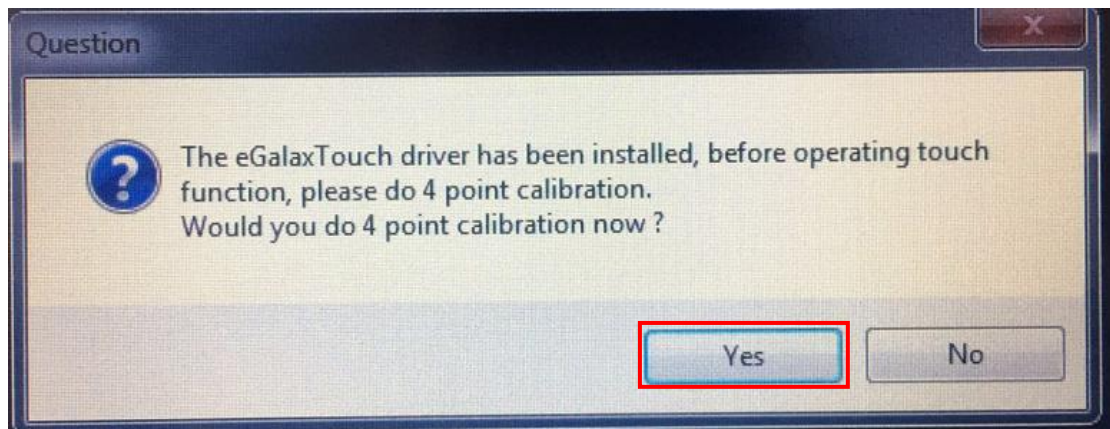 Question
The eGalaxTouch driver has been installed, before operating touch
function, please do 4 point calibration.
Would you do 4 point calibration now ?
Yes
No